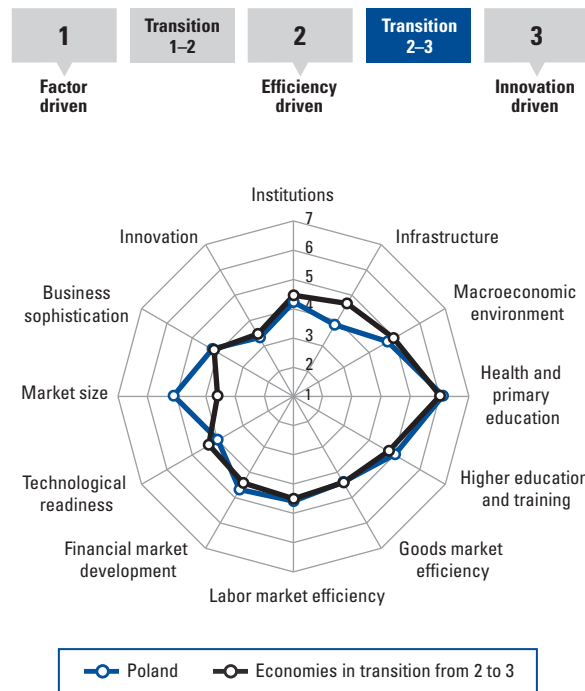 1
Transition
1–2
2
Transition
2–3
3
Factor
driven
Efficiency
driven
Innovation
driven
Institutions
7
6
5
4
3
2
1
Infrastructure
Macroeconomic
environment
Health and
primary
education
Higher education
and training
Goods market
efficiency
Labor market efficiency
Financial market
development
Technological
readiness
Market size
Business
sophistication
Innovation
Poland
Economies in transition from 2 to 3